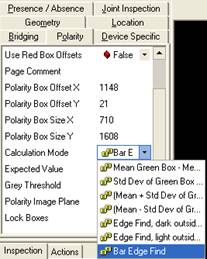 Presence / Absence Joint Inspection
Geometry Location
Bridging Polarity Device Specific
Use Red Box Offsets False
Page Comment
Polarity Box Offset X 1148
Polarity Box Offset Y 21
Polarity Box Size X 710
Polarity Box Size Y 1608
Calculation Mode Bar E
Expected Value Mean Green Box - Me...
Grey Threshold Std Dev of Green Box ...
Polarity Image Plane (Mean + Std Dev of Gr...
Lock Boxes (Mean - Std Dev of Gr...
Edge Find, dark outside...
Edge Find, light outside...
Inspection Actions Bar Edge Find